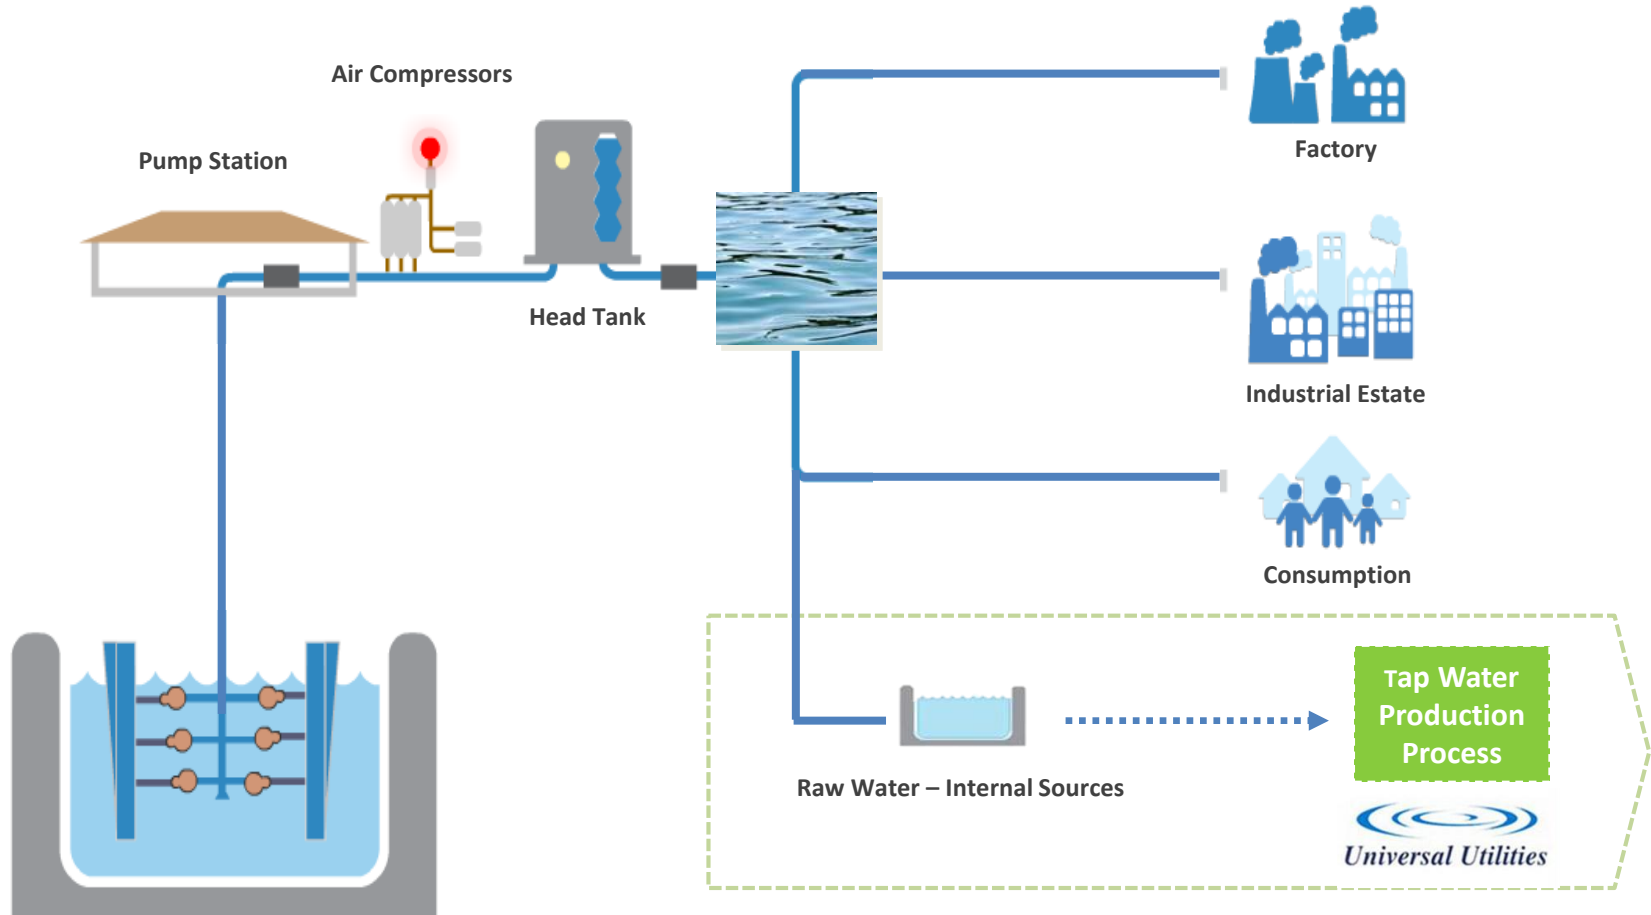 Air Compressors
Pump Station
Head Tank
Factory
Industrial Estate
Consumption
Tap Water
Production
Process
Raw Water – Internal Sources
Universal Utilities